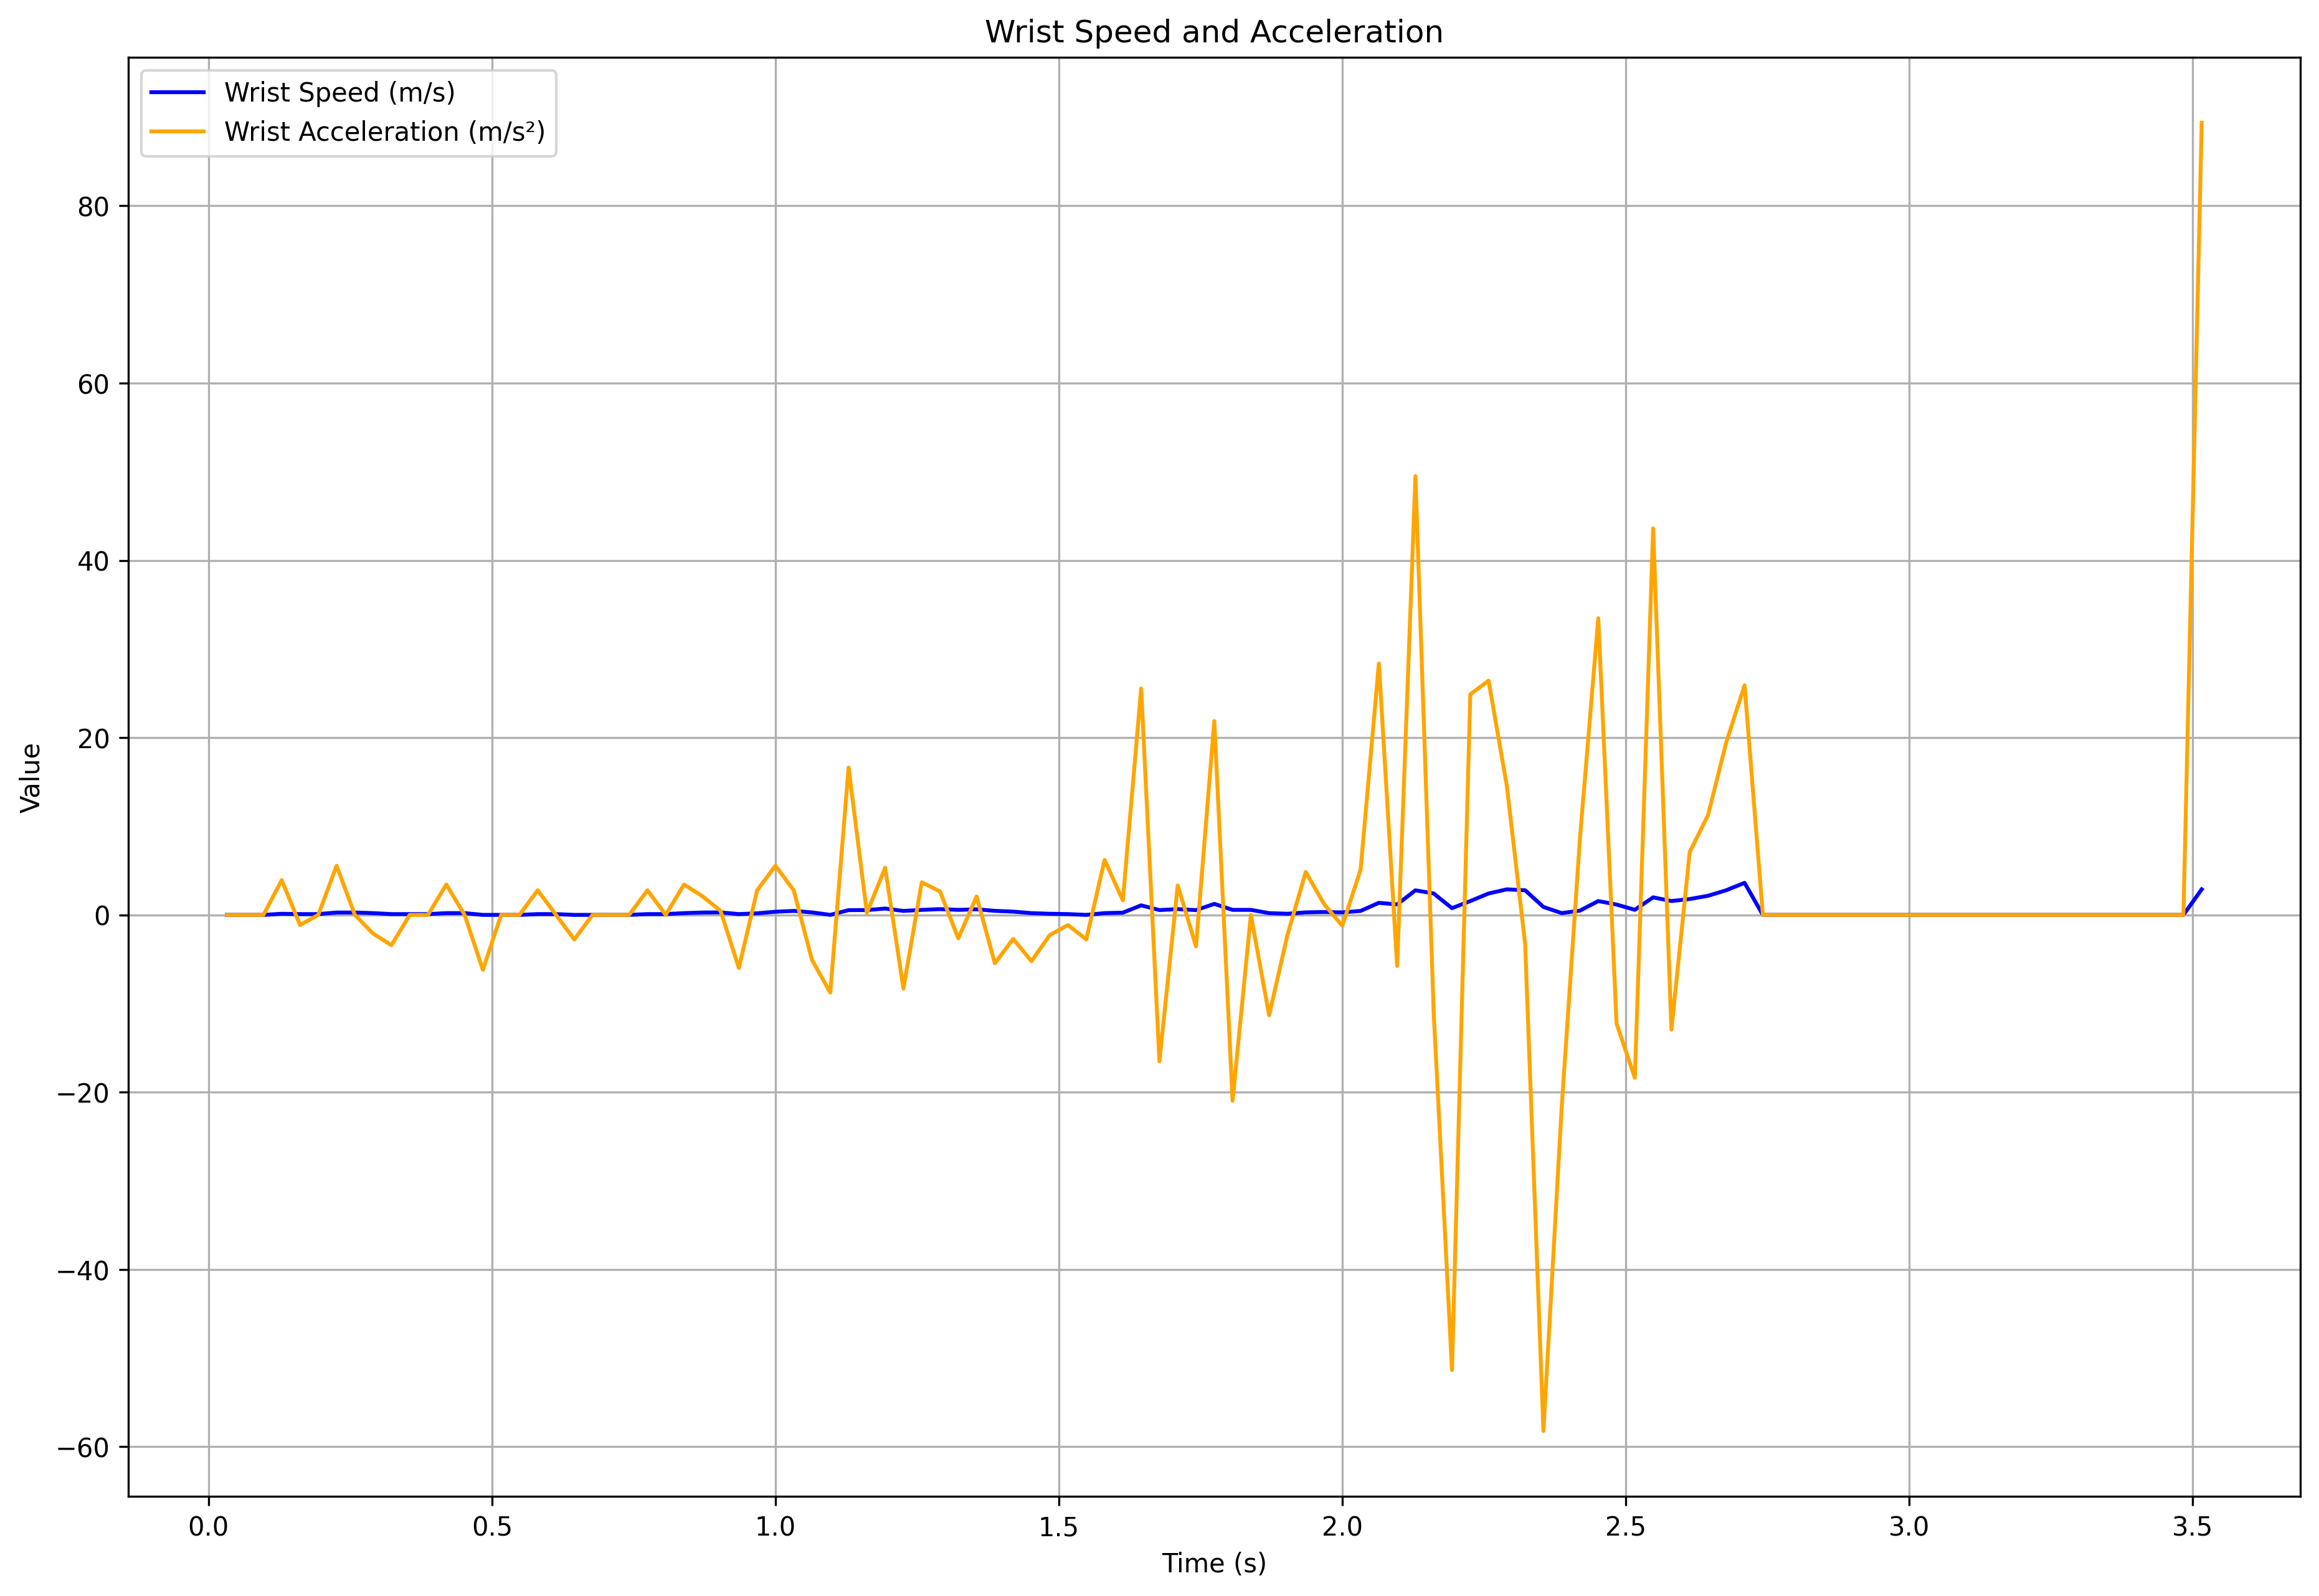 Wrist Speed and Acceleration
Wrist Speed (m/s)
Wrist Acceleration (m/s²)
Value
80
60
40
20
0
−20
−40
−60
0.0 0.5 1.0 1.5 2.0 2.5 3.0 3.5
Time (s)